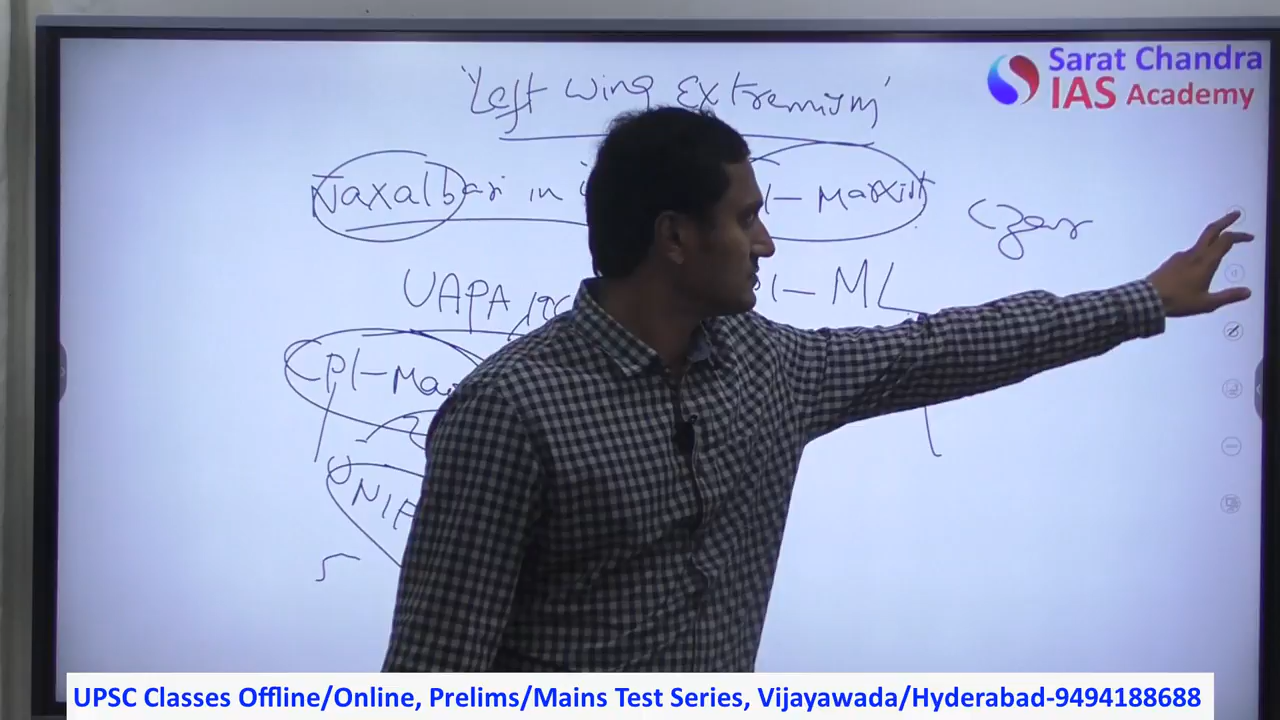 Sarat Chandra
IAS Academy
'Left wing Extremism'
Naxalbari in
Marxist
Czar
UAPA
ML
CPI-Ma
UPSC Classes Offline/Online, Prelims/Mains Test Series, Vijayawada/Hyderabad-9494188688